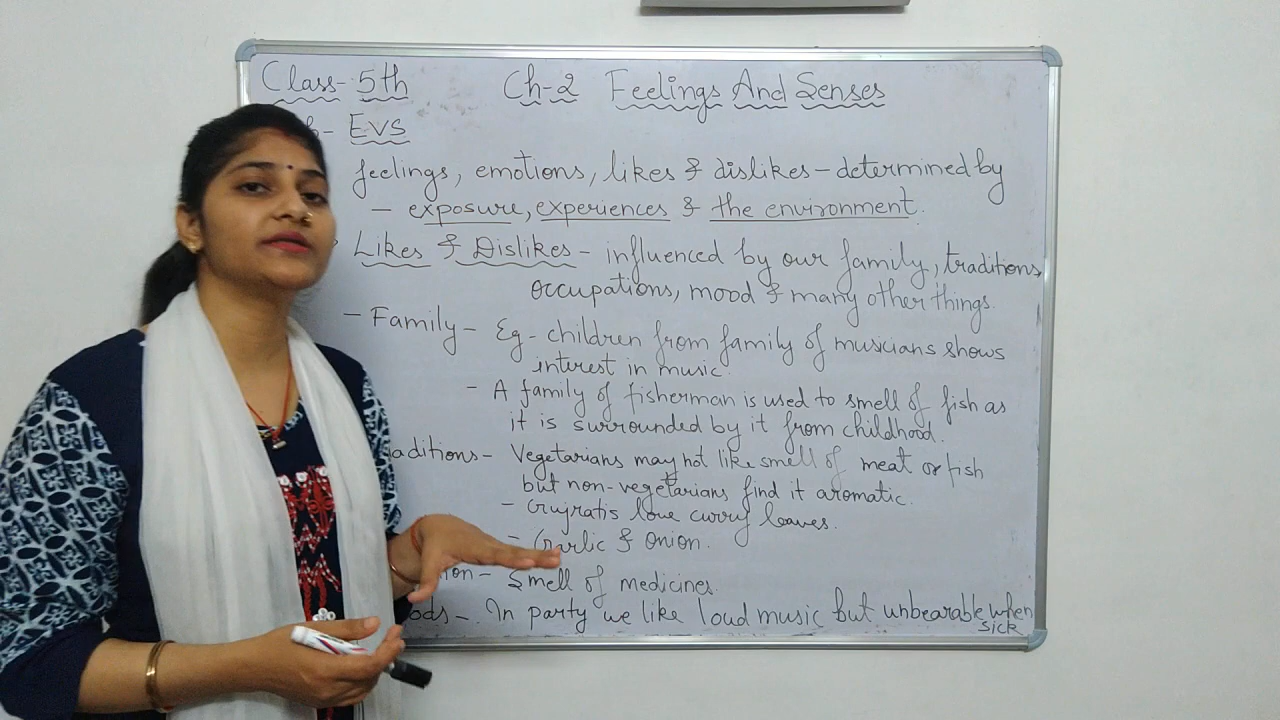 Class- 5th
Ch-2 Feelings And Senses
- EVS
feelings, emotions, likes & dislikes - determined by
- exposure, experiences & the environment.
Likes & Dislikes - influenced by our family, traditions,
occupations, mood & many other things.
- Family - Eg - children from family of musicians shows
interest in music.
- A family of fisherman is used to smell of fish as
it is surrounded by it from childhood.
aditions - Vegetarians may not like smell of meat or fish
but non-vegetarians find it aromatic.
- Gujratis love curry leaves.
- Garlic & onion.
ion - Smell of medicines.
ods - In party we like loud music but unbearable when
sick